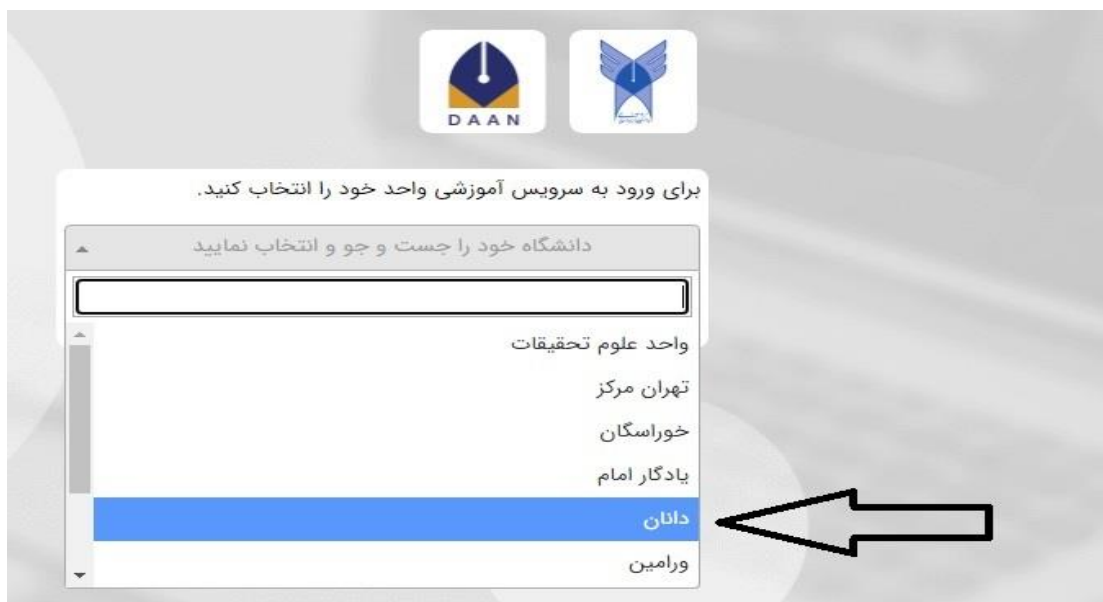 DAAN
برای ورود به سرویس آموزشی واحد خود را انتخاب کنید.
دانشگاه خود را جست و جو و انتخاب نمایید
واحد علوم تحقیقات
تهران مرکز
خوراسگان
یادگار امام
دانان
ورامین